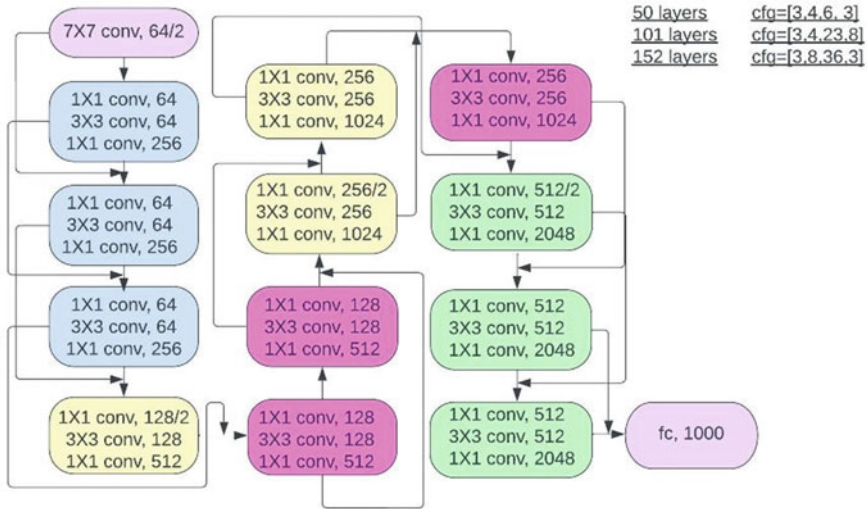 7X7 conv, 64/2
1X1 conv, 64
3X3 conv, 64
1X1 conv, 256
1X1 conv, 64
3X3 conv, 64
1X1 conv, 256
1X1 conv, 64
3X3 conv, 64
1X1 conv, 256
1X1 conv, 128/2
3X3 conv, 128
1X1 conv, 512
1X1 conv, 128
3X3 conv, 128
1X1 conv, 512
1X1 conv, 128
3X3 conv, 128
1X1 conv, 512
1X1 conv, 256/2
3X3 conv, 256
1X1 conv, 1024
1X1 conv, 256
3X3 conv, 256
1X1 conv, 1024
1X1 conv, 256
3X3 conv, 256
1X1 conv, 1024
1X1 conv, 512/2
3X3 conv, 512
1X1 conv, 2048
1X1 conv, 512
3X3 conv, 512
1X1 conv, 2048
1X1 conv, 512
3X3 conv, 512
1X1 conv, 2048
fc, 1000
50 layers cfg=[3.4.6, 3]
101 layers cfg=[3,4.23.8]
152 layers cfg=[3.8.36.3]